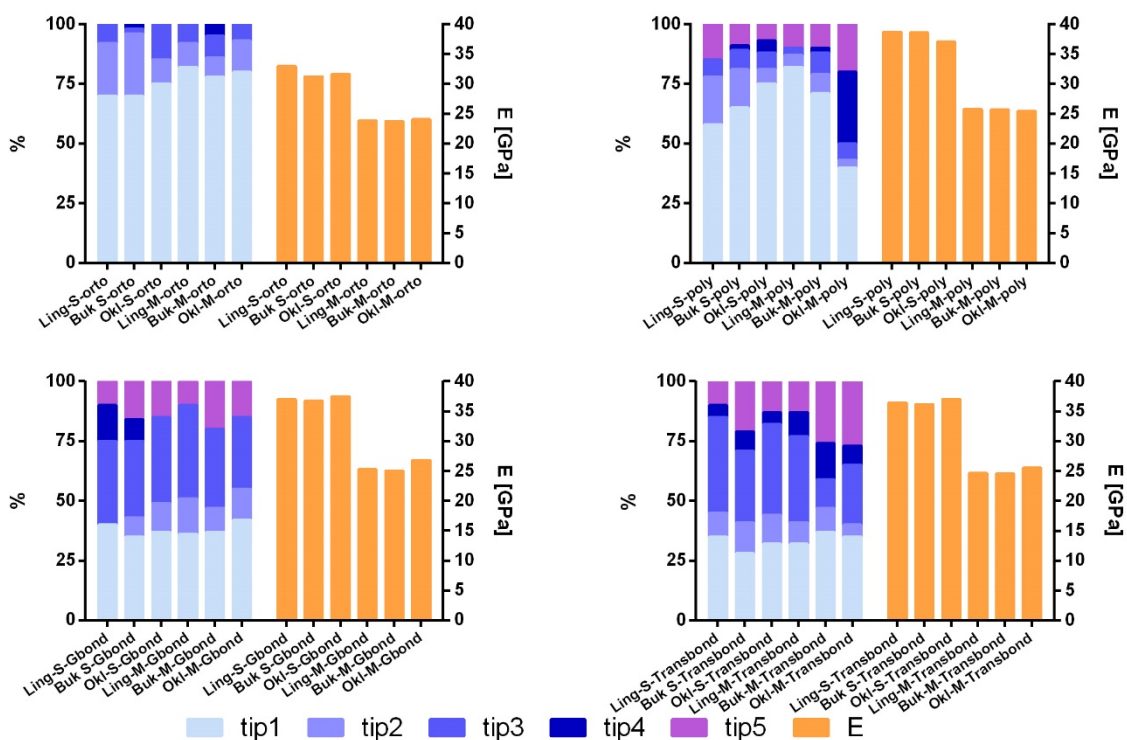 100
75
50
25
0
%
40
35
30
25
20
15
10
5
0
E [GPa]
Ling-S-orto
Buk S-orto
Okl-S-orto
Ling-M-orto
Buk-M-orto
Okl-M-orto
Ling-S-orto
Buk S-orto
Okl-S-orto
Ling-M-orto
Buk-M-orto
Okl-M-orto
100
75
50
25
0
%
40
35
30
25
20
15
10
5
0
E [GPa]
Ling-S-poly
Buk S-poly
Okl-S-poly
Ling-M-poly
Buk-M-poly
Okl-M-poly
Ling-S-poly
Buk S-poly
Okl-S-poly
Ling-M-poly
Buk-M-poly
Okl-M-poly
100
75
50
25
0
%
40
35
30
25
20
15
10
5
0
E [GPa]
Ling-S-Gbond
Buk S-Gbond
Okl-S-Gbond
Ling-M-Gbond
Buk-M-Gbond
Okl-M-Gbond
Ling-S-Gbond
Buk S-Gbond
Okl-S-Gbond
Ling-M-Gbond
Buk-M-Gbond
Okl-M-Gbond
100
75
50
25
0
%
40
35
30
25
20
15
10
5
0
E [GPa]
Ling-S-Transbond
Buk S-Transbond
Okl-S-Transbond
Ling-M-Transbond
Buk-M-Transbond
Okl-M-Transbond
Ling-S-Transbond
Buk S-Transbond
Okl-S-Transbond
Ling-M-Transbond
Buk-M-Transbond
Okl-M-Transbond
tip1 tip2 tip3 tip4 tip5 E